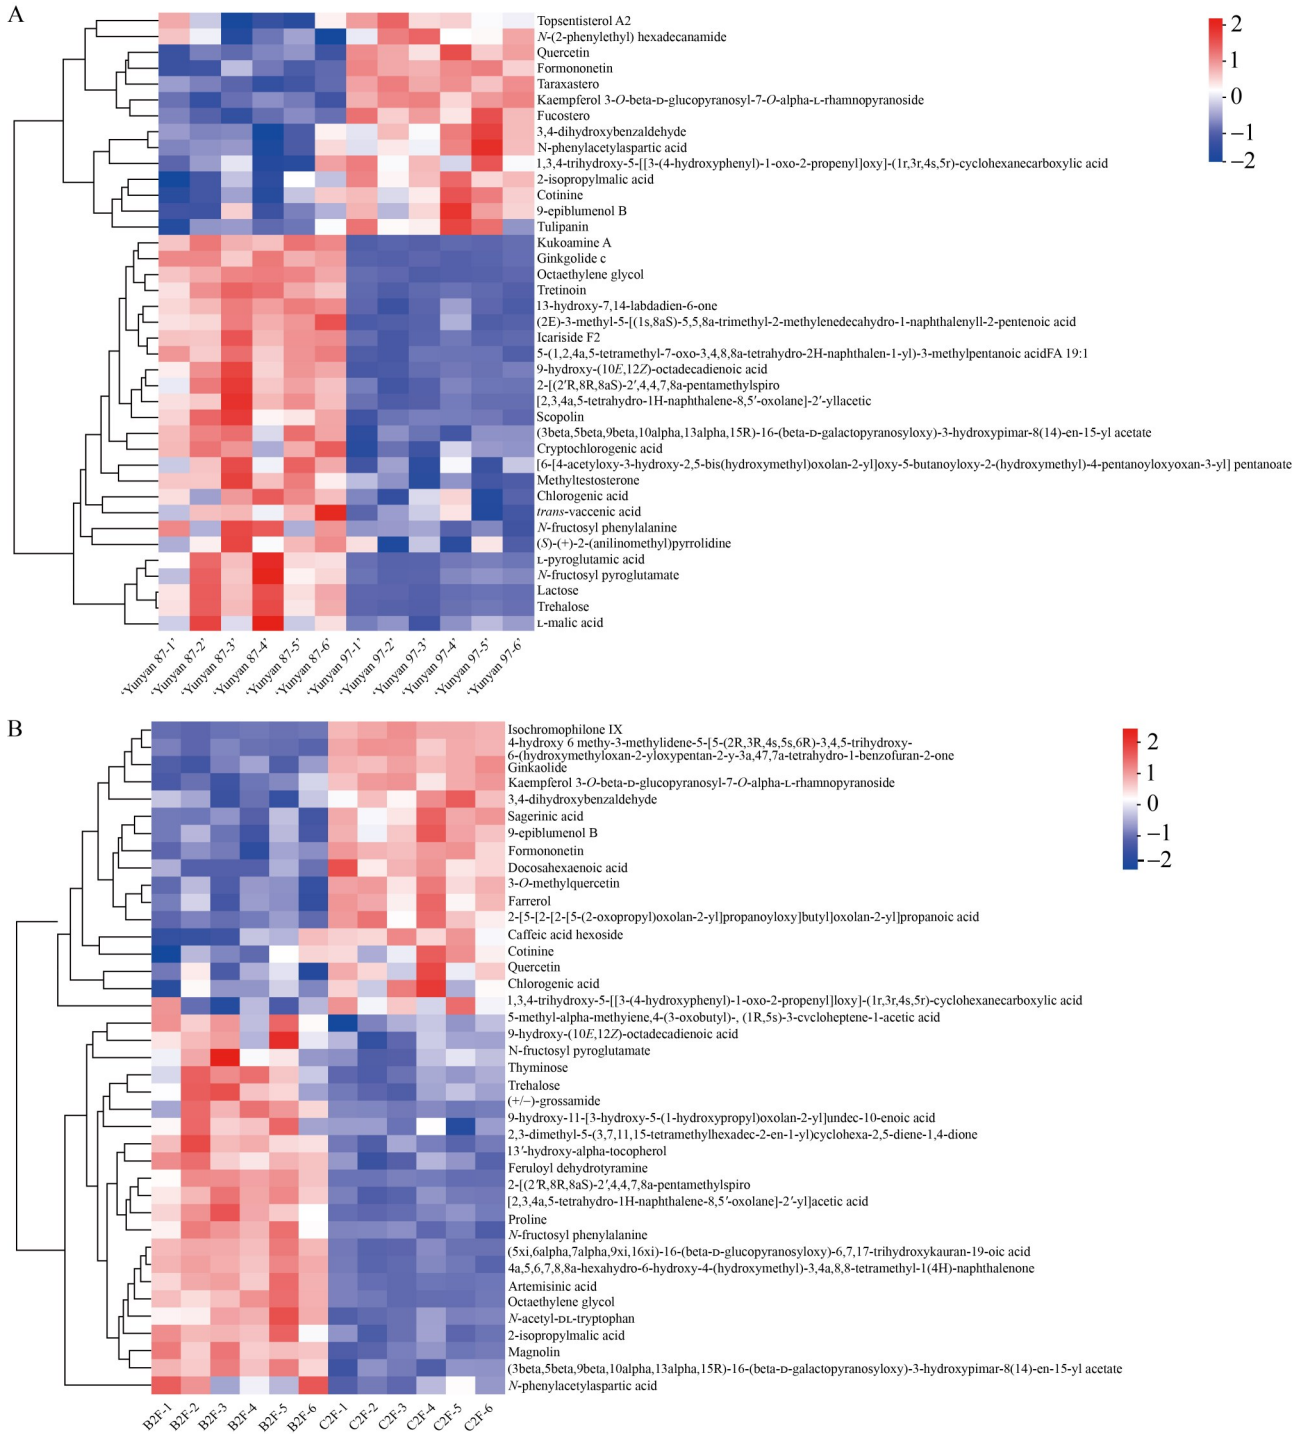 A
Topsentisterol A2
N-(2-phenylethyl) hexadecanamide
Quercetin
Formononetin
Taraxastero
Kaempferol 3-O-beta-D-glucopyranosyl-7-O-alpha-L-rhamnopyranoside
Fucostero
3,4-dihydroxybenzaldehyde
N-phenylacetylaspartic acid
1,3,4-trihydroxy-5-[[3-(4-hydroxyphenyl)-1-oxo-2-propenyl]oxy]-(1r,3r,4s,5r)-cyclohexanecarboxylic acid
2-isopropylmalic acid
Cotinine
9-epiblumenol B
Tulipanin
Kukoamine A
Ginkgolide c
Octaethylene glycol
Tretinoin
13-hydroxy-7,14-labdadien-6-one
(2E)-3-methyl-5-[(1s,8aS)-5,5,8a-trimethyl-2-methylenedecahydro-1-naphthalenyll-2-pentenoic acid
Icariside F2
5-(1,2,4a,5-tetramethyl-7-oxo-3,4,8,8a-tetrahydro-2H-naphthalen-1-yl)-3-methylpentanoic acidFA 19:1
9-hydroxy-(10E,12Z)-octadecadienoic acid
2-[(2′R,8R,8aS)-2′,4,4,7,8a-pentamethylspiro
[2,3,4a,5-tetrahydro-1H-naphthalene-8,5′-oxolane]-2′-yllacetic
Scopolin
(3beta,5beta,9beta,10alpha,13alpha,15R)-16-(beta-D-galactopyranosyloxy)-3-hydroxypimar-8(14)-en-15-yl acetate
Cryptochlorogenic acid
[6-[4-acetyloxy-3-hydroxy-2,5-bis(hydroxymethyl)oxolan-2-yl]oxy-5-butanoyloxy-2-(hydroxymethyl)-4-pentanoyloxyoxan-3-yl] pentanoate
Methyltestosterone
Chlorogenic acid
trans-vaccenic acid
N-fructosyl phenylalanine
(S)-(+)-2-(anilinomethyl)pyrrolidine
L-pyroglutamic acid
N-fructosyl pyroglutamate
Lactose
Trehalose
L-malic acid
2
1
0
−1
−2
‘Yunyan 87-1’
‘Yunyan 87-2’
‘Yunyan 87-3’
‘Yunyan 87-4’
‘Yunyan 87-5’
‘Yunyan 87-6’
‘Yunyan 97-1’
‘Yunyan 97-2’
‘Yunyan 97-3’
‘Yunyan 97-4’
‘Yunyan 97-5’
‘Yunyan 97-6’
B
Isochromophilone IX
4-hydroxy 6 methy-3-methylidene-5-[5-(2R,3R,4s,5s,6R)-3,4,5-trihydroxy-
6-(hydroxymethyloxan-2-yloxypentan-2-y-3a,47,7a-tetrahydro-1-benzofuran-2-one
Ginkaolide
Kaempferol 3-O-beta-D-glucopyranosyl-7-O-alpha-L-rhamnopyranoside
3,4-dihydroxybenzaldehyde
Sagerinic acid
9-epiblumenol B
Formononetin
Docosahexaenoic acid
3-O-methylquercetin
Farrerol
2-[5-[2-[2-[5-(2-oxopropyl)oxolan-2-yl]propanoyloxy]butyl]oxolan-2-yl]propanoic acid
Caffeic acid hexoside
Cotinine
Quercetin
Chlorogenic acid
1,3,4-trihydroxy-5-[[3-(4-hydroxyphenyl)-1-oxo-2-propenyl]loxy]-(1r,3r,4s,5r)-cyclohexanecarboxylic acid
5-methyl-alpha-methyiene,4-(3-oxobutyl)-, (1R,5s)-3-cvcloheptene-1-acetic acid
9-hydroxy-(10E,12Z)-octadecadienoic acid
N-fructosyl pyroglutamate
Thyminose
Trehalose
(+/−)-grossamide
9-hydroxy-11-[3-hydroxy-5-(1-hydroxypropyl)oxolan-2-yl]undec-10-enoic acid
2,3-dimethyl-5-(3,7,11,15-tetramethylhexadec-2-en-1-yl)cyclohexa-2,5-diene-1,4-dione
13′-hydroxy-alpha-tocopherol
Feruloyl dehydrotyramine
2-[(2′R,8R,8aS)-2′,4,4,7,8a-pentamethylspiro
[2,3,4a,5-tetrahydro-1H-naphthalene-8,5′-oxolane]-2′-yl]acetic acid
Proline
N-fructosyl phenylalanine
(5xi,6alpha,7alpha,9xi,16xi)-16-(beta-D-glucopyranosyloxy)-6,7,17-trihydroxykauran-19-oic acid
4a,5,6,7,8,8a-hexahydro-6-hydroxy-4-(hydroxymethyl)-3,4a,8,8-tetramethyl-1(4H)-naphthalenone
Artemisinic acid
Octaethylene glycol
N-acetyl-DL-tryptophan
2-isopropylmalic acid
Magnolin
(3beta,5beta,9beta,10alpha,13alpha,15R)-16-(beta-D-galactopyranosyloxy)-3-hydroxypimar-8(14)-en-15-yl acetate
N-phenylacetylaspartic acid
2
1
0
−1
−2
B2F-1
B2F-2
B2F-3
B2F-4
B2F-5
B2F-6
C2F-1
C2F-2
C2F-3
C2F-4
C2F-5
C2F-6